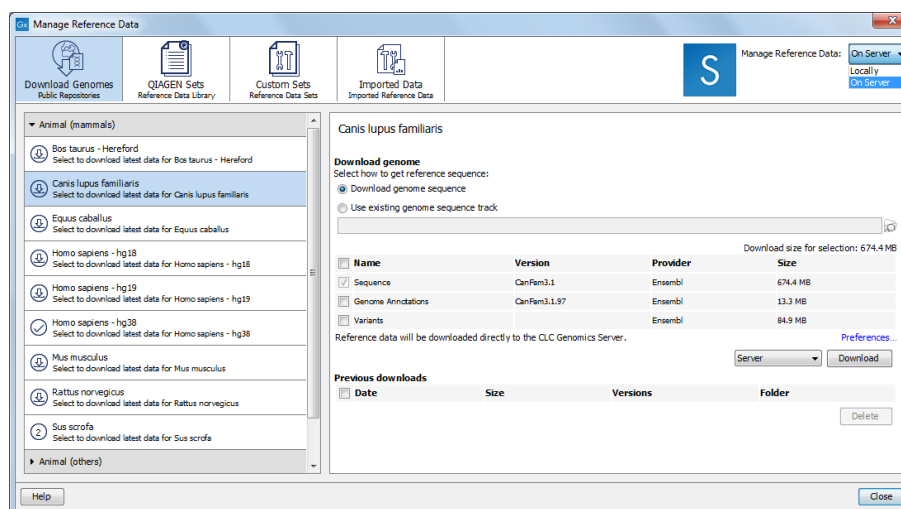 Gx Manage Reference Data
Download Genomes
Public Repositories
QIAGEN Sets
Reference Data Library
Custom Sets
Reference Data Sets
Imported Data
Imported Reference Data
S
Manage Reference Data: On Server
Locally
On Server
Animal (mammals)
Bos taurus - Hereford
Select to download latest data for Bos taurus - Hereford
Canis lupus familiaris
Select to download latest data for Canis lupus familiaris
Equus caballus
Select to download latest data for Equus caballus
Homo sapiens - hg18
Select to download latest data for Homo sapiens - hg18
Homo sapiens - hg19
Select to download latest data for Homo sapiens - hg19
Homo sapiens - hg38
Select to download latest data for Homo sapiens - hg38
Mus musculus
Select to download latest data for Mus musculus
Rattus norvegicus
Select to download latest data for Rattus norvegicus
2 Sus scrofa
Select to download latest data for Sus scrofa
Animal (others)
Canis lupus familiaris
Download genome
Select how to get reference sequence:
Download genome sequence
Use existing genome sequence track
Download size for selection: 674.4 MB
Name Version Provider Size
Sequence CanFam3.1 Ensembl 674.4 MB
Genome Annotations CanFam3.1.97 Ensembl 13.3 MB
Variants Ensembl 84.9 MB
Reference data will be downloaded directly to the CLC Genomics Server. Preferences...
Server Download
Previous downloads
Date Size Versions Folder
Delete
Help Close